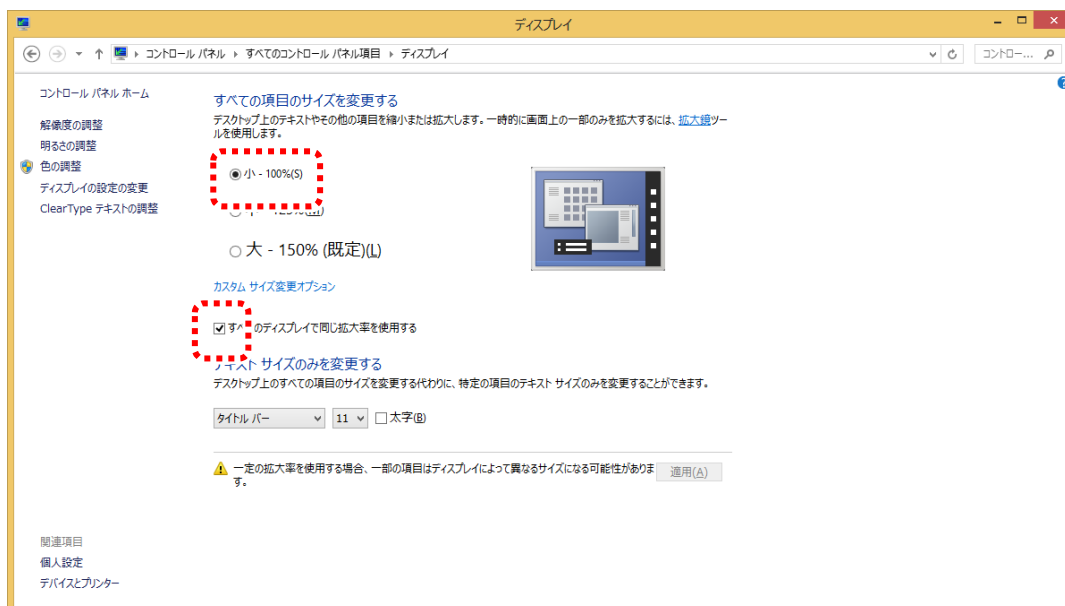 ディスプレイ
コントロール パネル ▸ すべてのコントロール パネル項目 ▸ ディスプレイ
コントロー...
コントロール パネル ホーム
解像度の調整
明るさの調整
色の調整
ディスプレイの設定の変更
ClearType テキストの調整
すべての項目のサイズを変更する
デスクトップ上のテキストやその他の項目を縮小または拡大します。一時的に画面上の一部のみを拡大するには、拡大鏡ツー
ルを使用します。
小 - 100%(S)
125%(M)
大 - 150% (既定)(L)
カスタム サイズ変更オプション
のディスプレイで同じ拡大率を使用する
サイズのみを変更する
デスクトップ上のすべての項目のサイズを変更する代わりに、特定の項目のテキスト サイズのみを変更することができます。
タイトル バー 11 太字(B)
一定の拡大率を使用する場合、一部の項目はディスプレイによって異なるサイズになる可能性がありま
す。
適用(A)
関連項目
個人設定
デバイスとプリンター